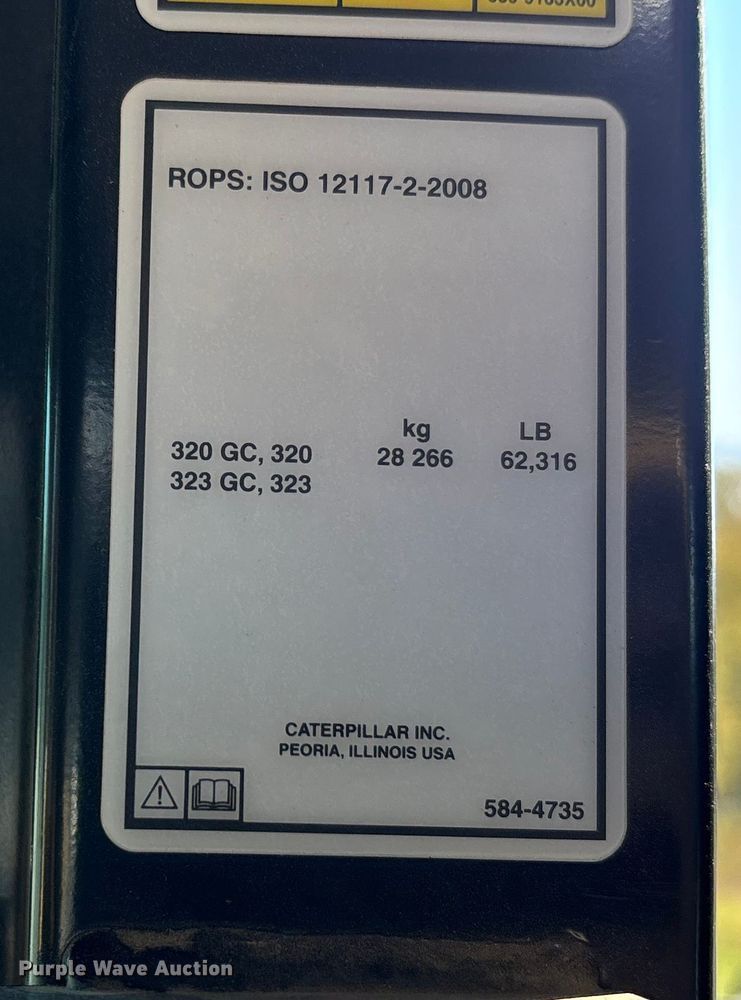 ROPS: ISO 12117-2-2008
kg LB
320 GC, 320 28 266 62,316
323 GC, 323
CATERPILLAR INC.
PEORIA, ILLINOIS USA
584-4735
Purple Wave Auction